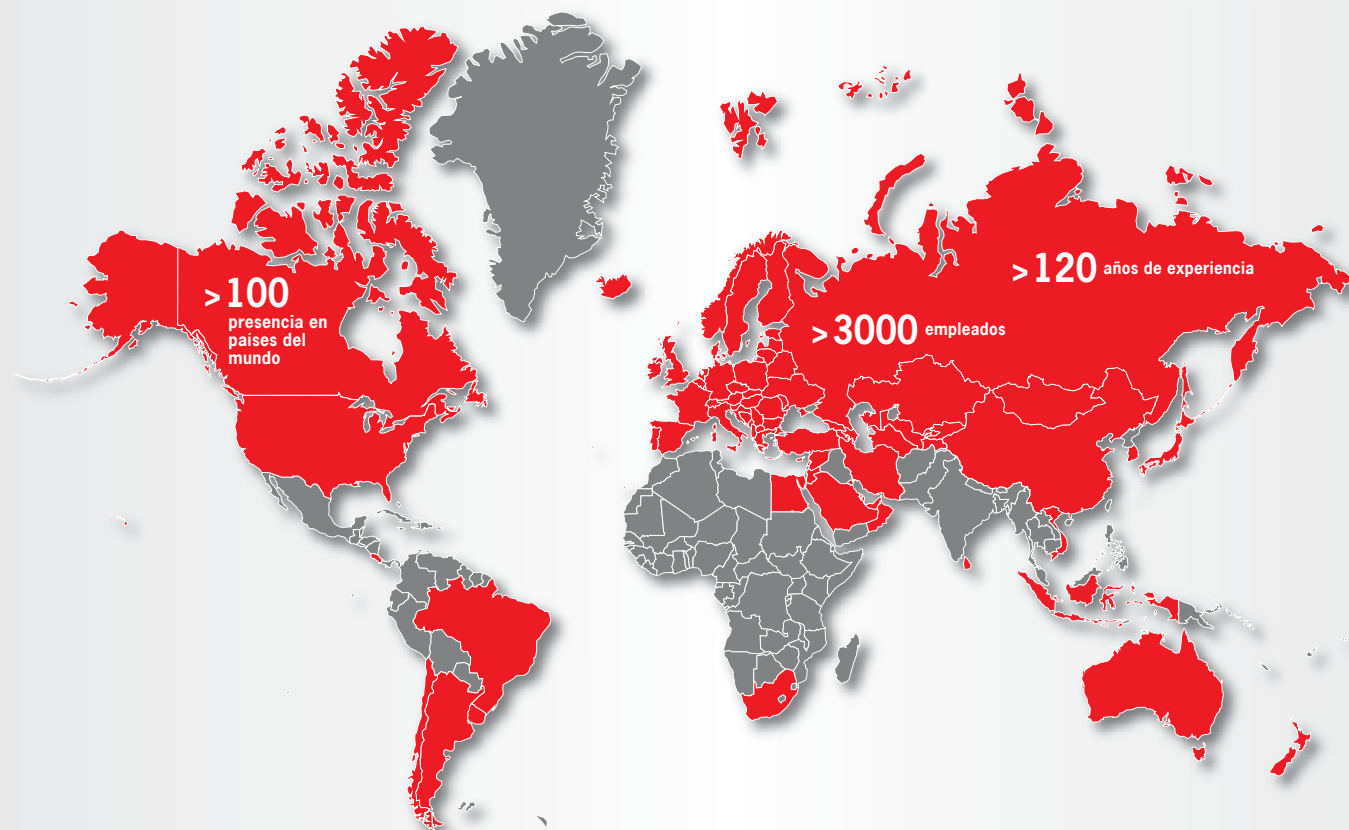 > 100
presencia en
países del
mundo
> 120 años de experiencia
> 3000 empleados